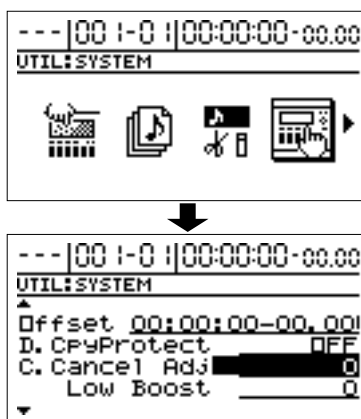 ---|001-01|00:00:00-00.00
UTIL:SYSTEM
---|001-01|00:00:00-00.00
UTIL:SYSTEM
Offset 00:00:00-00.00
D.CpyProtect OFF
C.Cancel Adj 0
Low Boost 0